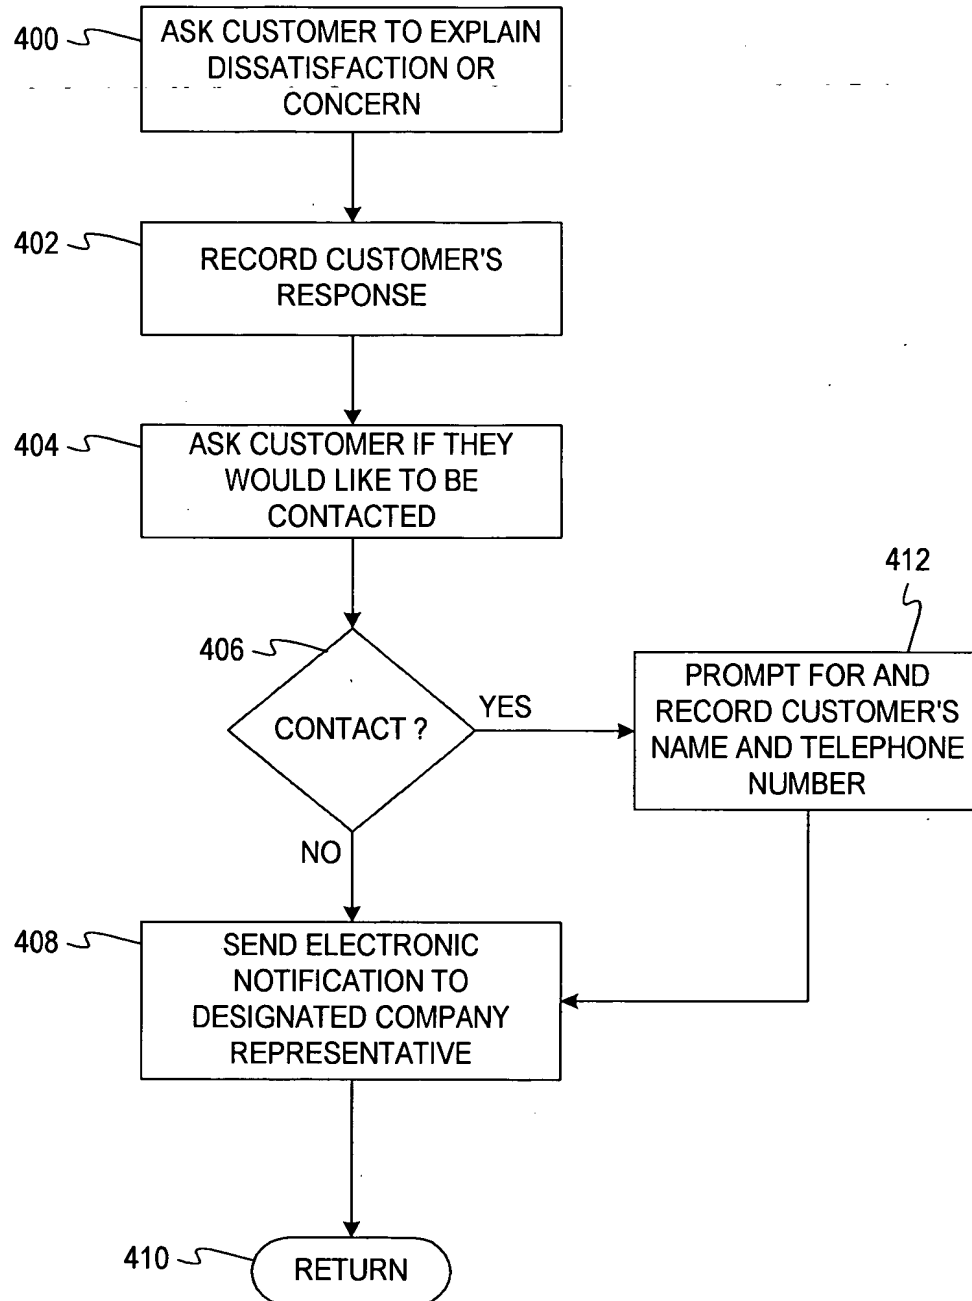 400
ASK CUSTOMER TO EXPLAIN
DISSATISFACTION OR
CONCERN
402
RECORD CUSTOMER'S
RESPONSE
404
ASK CUSTOMER IF THEY
WOULD LIKE TO BE
CONTACTED
406
CONTACT ?
YES
412
PROMPT FOR AND
RECORD CUSTOMER'S
NAME AND TELEPHONE
NUMBER
NO
408
SEND ELECTRONIC
NOTIFICATION TO
DESIGNATED COMPANY
REPRESENTATIVE
410
RETURN